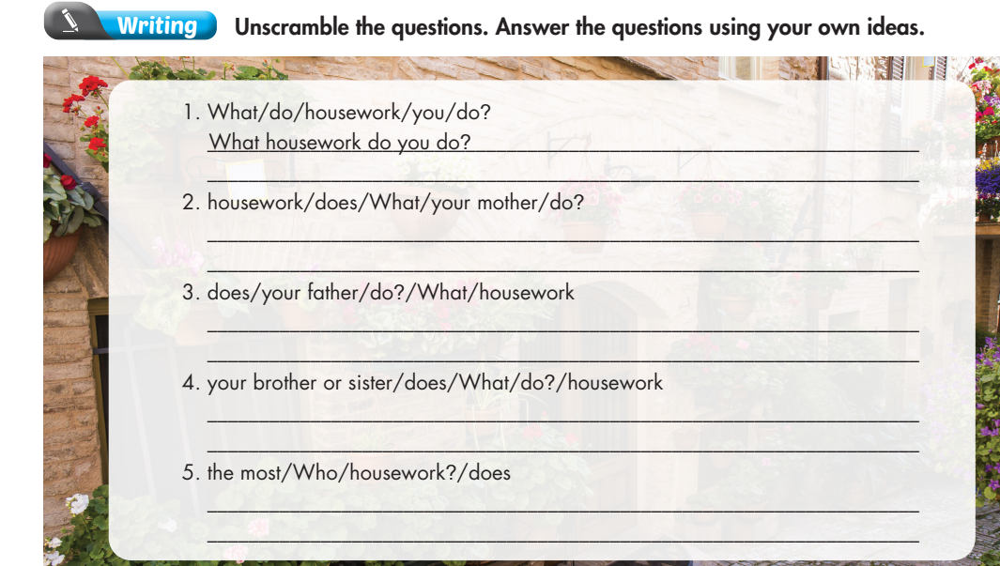 Writing Unscramble the questions. Answer the questions using your own ideas.
1. What/do/housework/you/do?
What housework do you do?
2. housework/does/What/your mother/do?
3. does/your father/do?/What/housework
4. your brother or sister/does/What/do?/housework
5. the most/Who/housework?/does